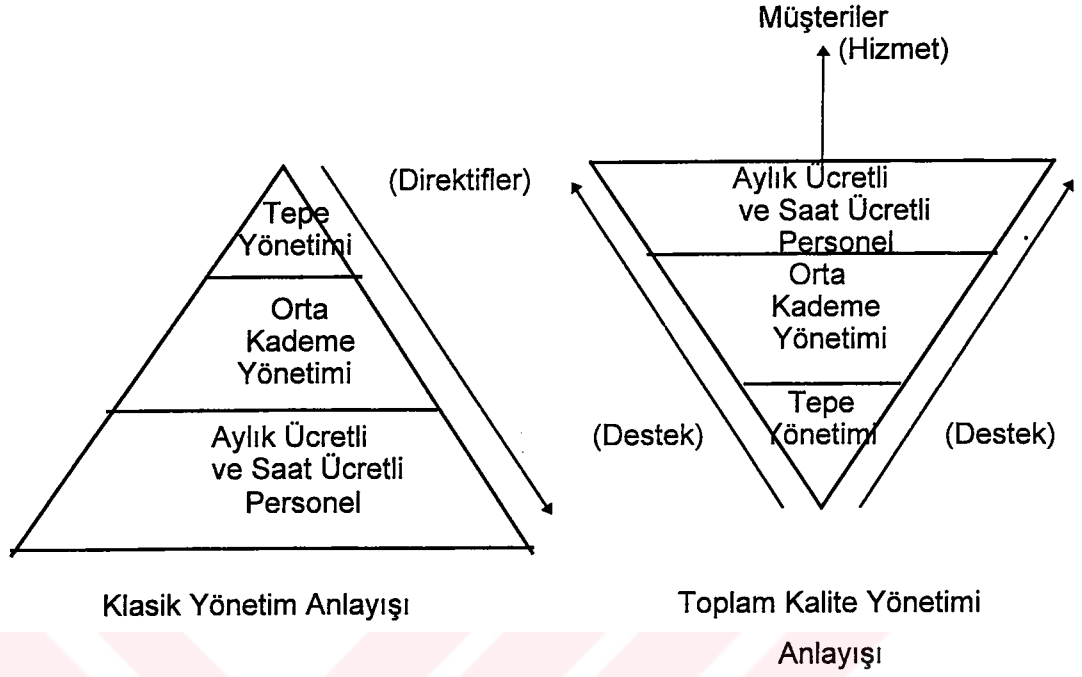 Müşteriler
(Hizmet)
(Direktifler)
Tepe
Yönetimi
Orta
Kademe
Yönetimi
Aylık Ücretli
ve Saat Ücretli
Personel
Klasik Yönetim Anlayışı
Aylık Ücretli
ve Saat Ücretli
Personel
Orta
Kademe
Yönetimi
Tepe
Yönetimi
(Destek)
(Destek)
Toplam Kalite Yönetimi
Anlayışı